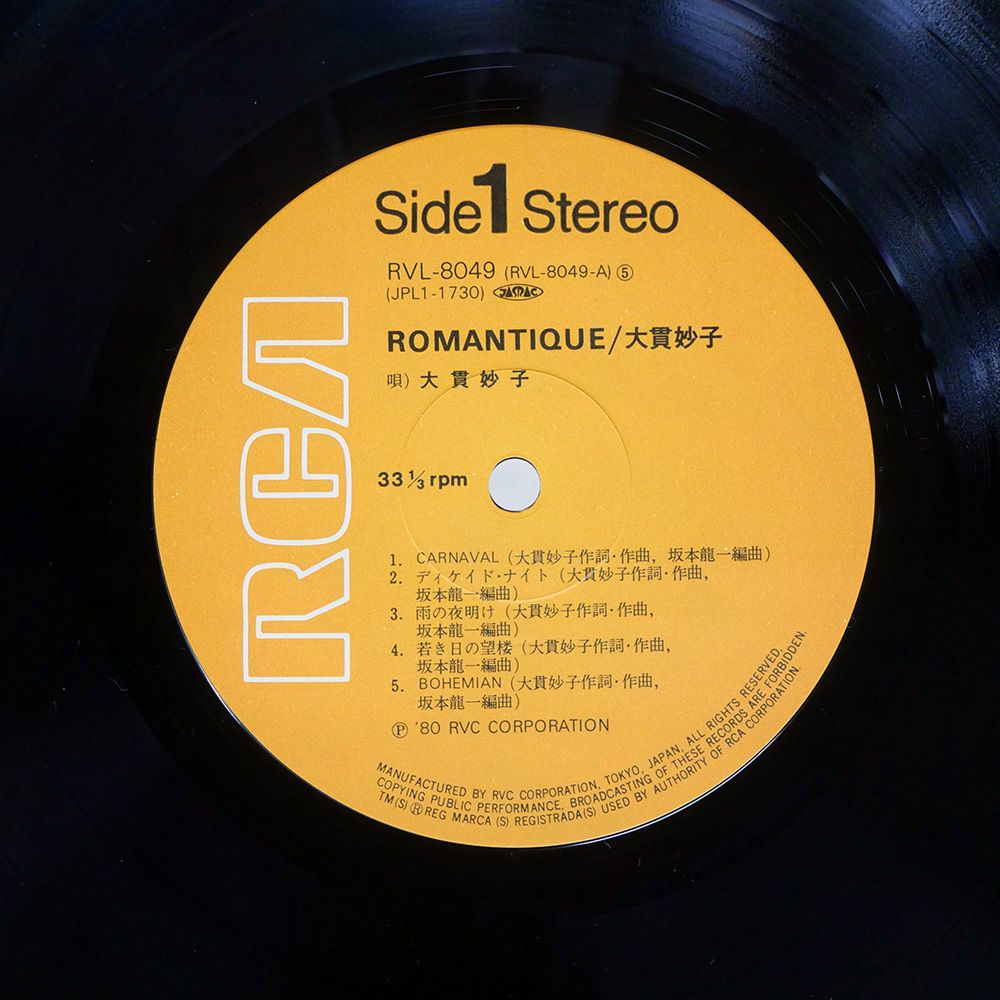 Side 1 Stereo
RVL-8049 (RVL-8049-A) ⑤
(JPL1-1730) JASRAC
ROMANTIQUE/大貫妙子
唄) 大貫妙子
33 ⅓ rpm
RCA
1. CARNAVAL (大貫妙子作詞・作曲, 坂本龍一編曲)
2. ディケイド・ナイト (大貫妙子作詞・作曲,
坂本龍一編曲)
3. 雨の夜明け (大貫妙子作詞・作曲,
坂本龍一編曲)
4. 若き日の望楼 (大貫妙子作詞・作曲,
坂本龍一編曲)
5. BOHEMIAN (大貫妙子作詞・作曲,
坂本龍一編曲)
Ⓟ '80 RVC CORPORATION
MANUFACTURED BY RVC CORPORATION, TOKYO, JAPAN, ALL RIGHTS RESERVED.
COPYING PUBLIC PERFORMANCE, BROADCASTING OF THESE RECORDS ARE FORBIDDEN.
TM(S) ® REG MARCA (S) REGISTRADA(S) USED BY AUTHORITY OF RCA CORPORATION.